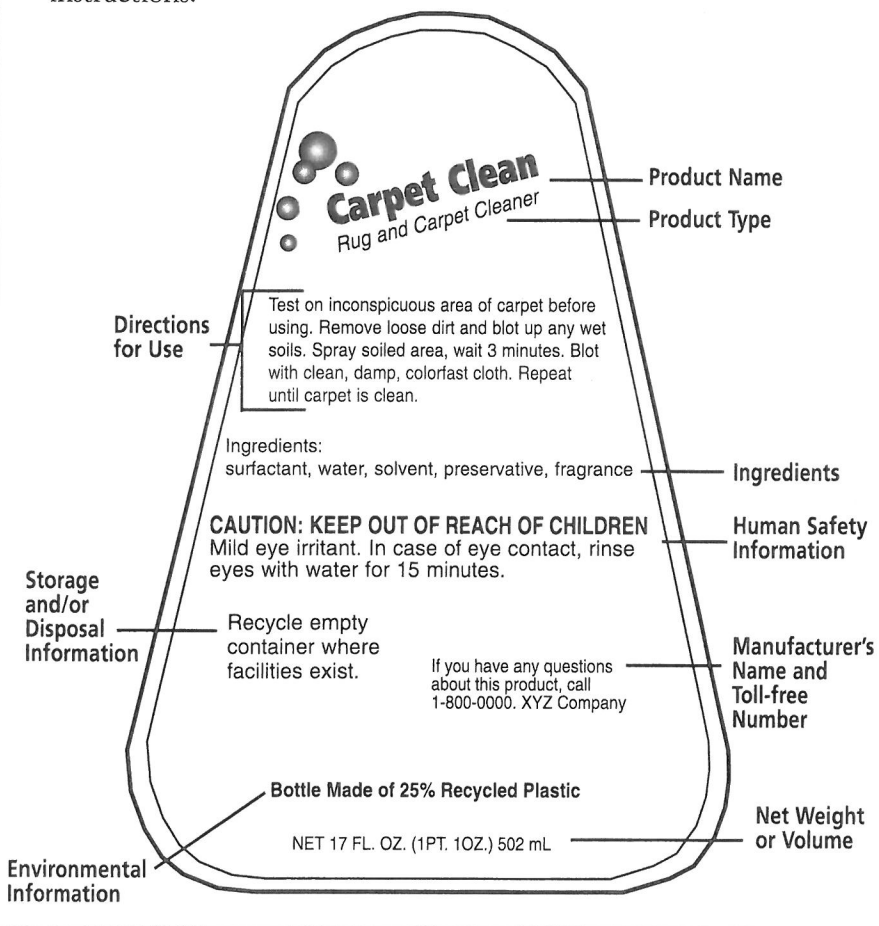 instructions.
Carpet Clean
Product Name
Rug and Carpet Cleaner
Product Type
Directions
for Use
Test on inconspicuous area of carpet before
using. Remove loose dirt and blot up any wet
soils. Spray soiled area, wait 3 minutes. Blot
with clean, damp, colorfast cloth. Repeat
until carpet is clean.
Ingredients:
surfactant, water, solvent, preservative, fragrance
Ingredients
CAUTION: KEEP OUT OF REACH OF CHILDREN
Mild eye irritant. In case of eye contact, rinse
eyes with water for 15 minutes.
Human Safety
Information
Storage
and/or
Disposal
Information
Recycle empty
container where
facilities exist.
If you have any questions
about this product, call
1-800-0000. XYZ Company
Manufacturer's
Name and
Toll-free
Number
Bottle Made of 25% Recycled Plastic
NET 17 FL. OZ. (1PT. 1OZ.) 502 mL
Net Weight
or Volume
Environmental
Information